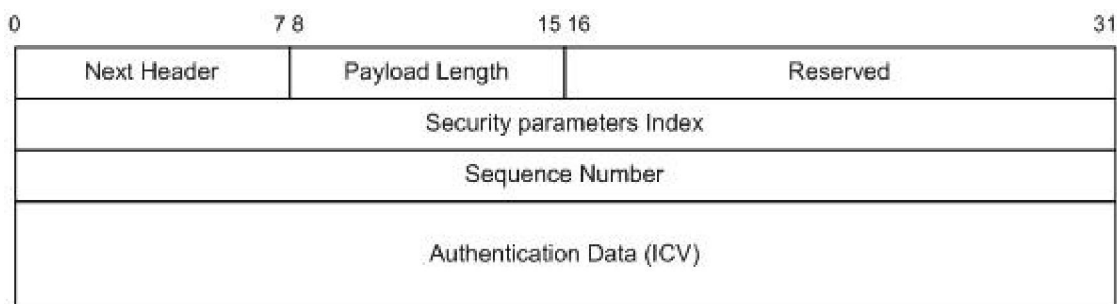 0 7 8 15 16 31
Next Header Payload Length Reserved
Security parameters Index
Sequence Number
Authentication Data (ICV)